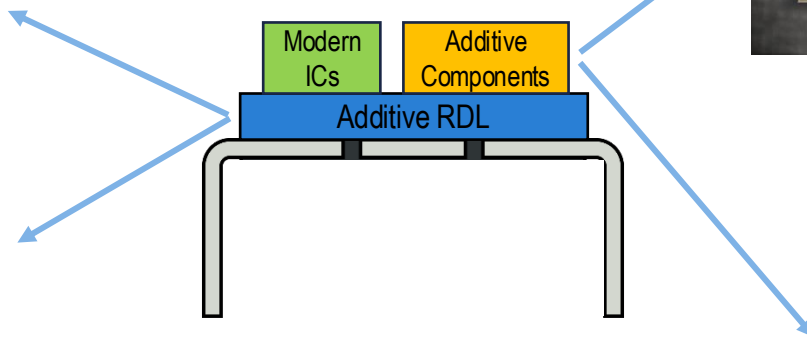 Modern
ICs
Additive
Components
Additive RDL